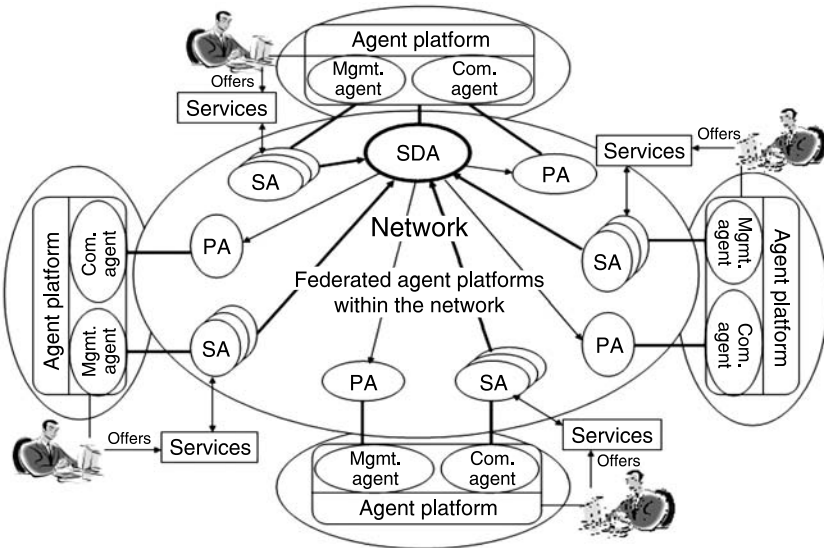 Agent platform
Mgmt.
agent
Com.
agent
Offers
Services
SDA
SA
PA
Offers
Services
Agent platform
Com.
agent
Mgmt.
agent
PA
Network
SA
Mgmt.
agent
Com.
agent
Agent platform
Federated agent platforms
within the network
SA
PA
PA
SA
Offers
Services
Services
Offers
Mgmt.
agent
Com.
agent
Agent platform